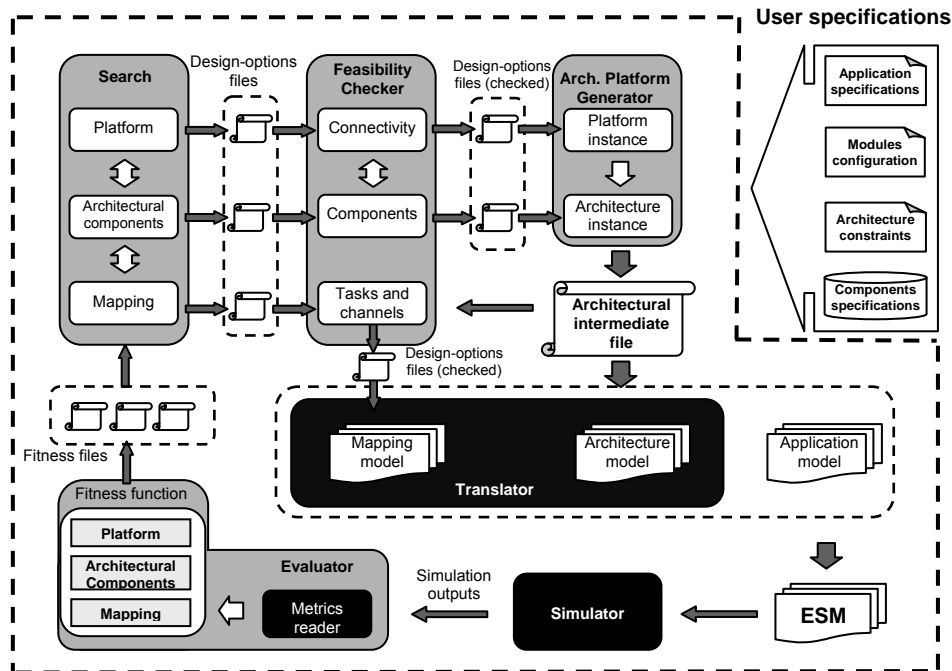 User specifications
Search
Design-options
files
Feasibility
Checker
Design-options
files (checked)
Arch. Platform
Generator
Application
specifications
Platform
Connectivity
Platform
instance
Modules
configuration
Architectural
components
Components
Architecture
instance
Architecture
constraints
Mapping
Tasks and
channels
Architectural
intermediate
file
Components
specifications
Design-options
files (checked)
Mapping
model
Architecture
model
Application
model
Translator
Fitness files
Fitness function
Platform
Architectural
Components
Mapping
Evaluator
Metrics
reader
Simulation
outputs
Simulator
ESM